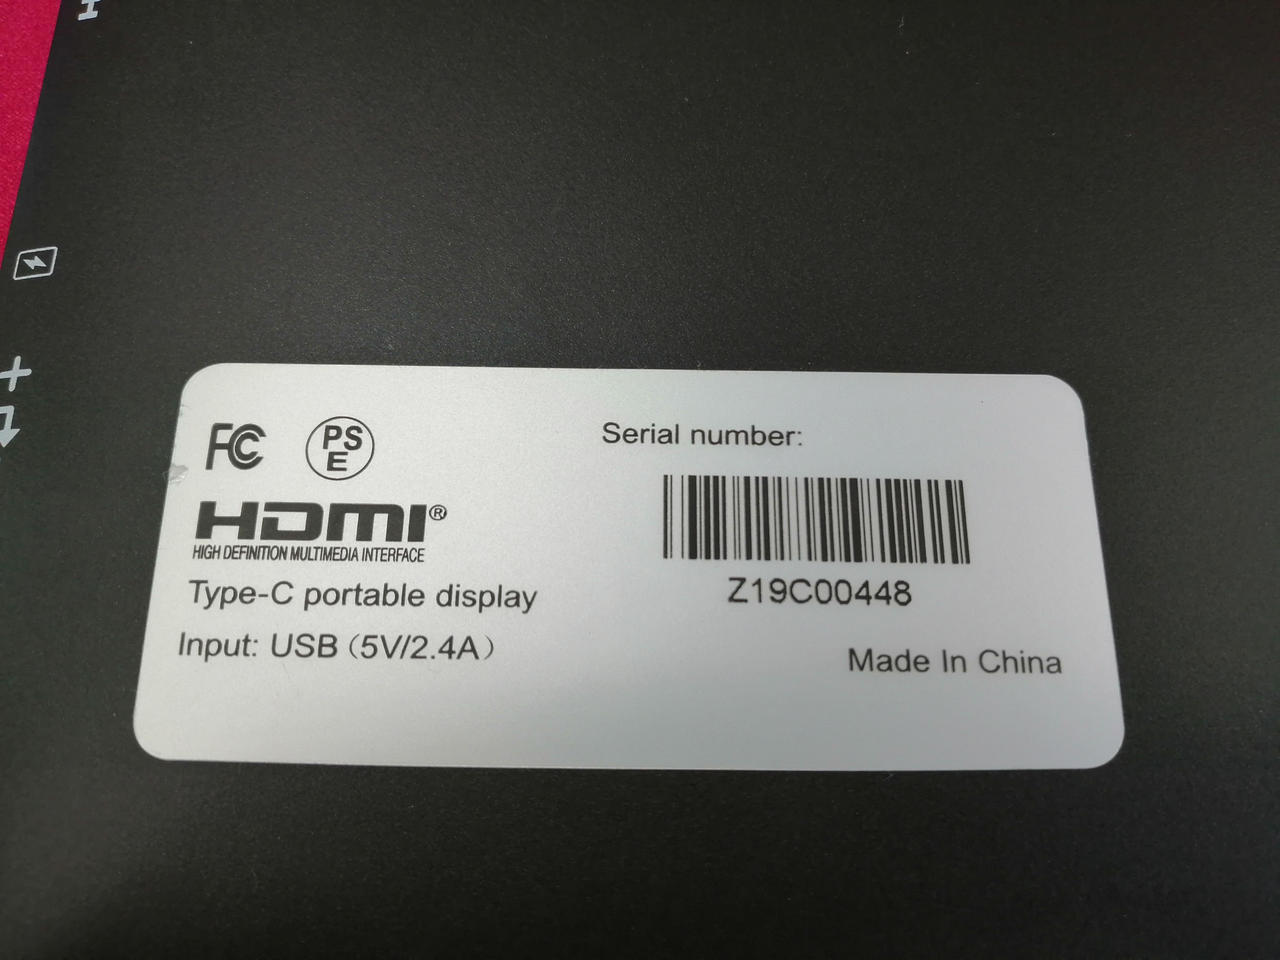 H
+
FC
PS
E
HDMI®
HIGH DEFINITION MULTIMEDIA INTERFACE
Type-C portable display
Input: USB（5V/2.4A）
Serial number:
Z19C00448
Made In China